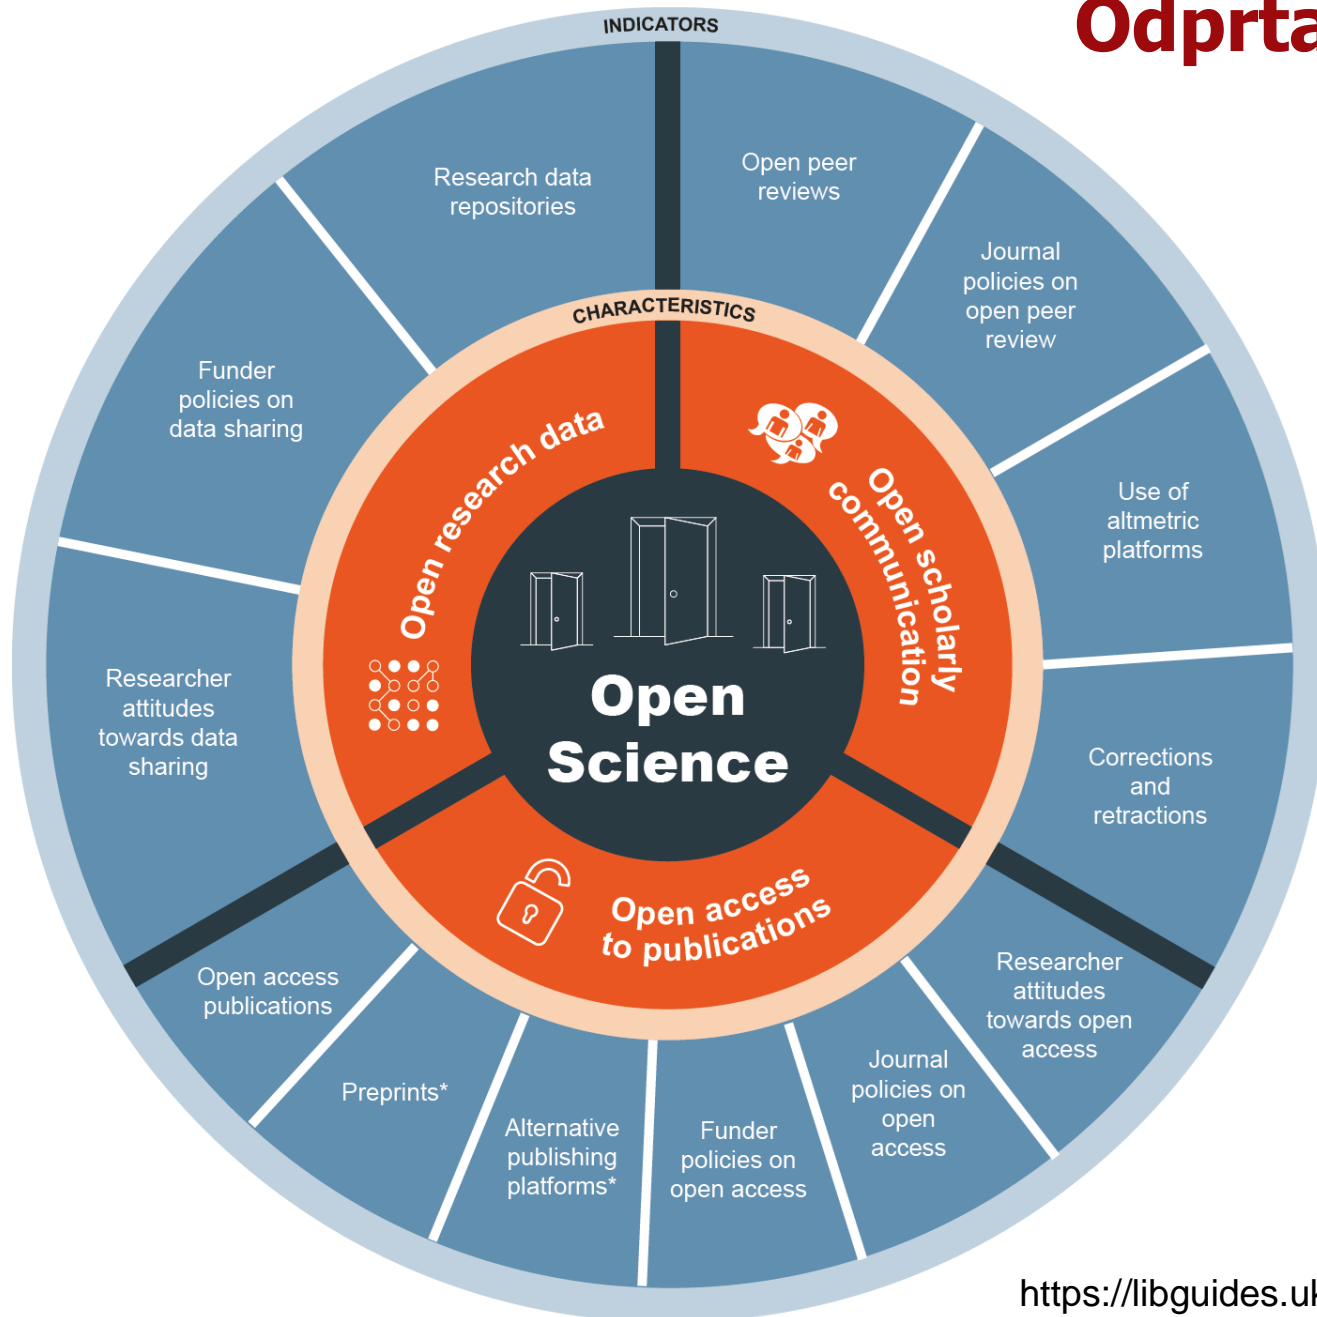 Odprta
INDICATORS
Research data
repositories
Open peer
reviews
Journal
policies on
open peer
review
CHARACTERISTICS
Funder
policies on
data sharing
Open research data
Open scholarly
communication
Use of
altmetric
platforms
Researcher
attitudes
towards data
sharing
Open
Science
Corrections
and
retractions
Open access
to publications
Open access
publications
Preprints*
Alternative
publishing
platforms*
Funder
policies on
open access
Journal
policies on
open
access
Researcher
attitudes
towards open
access
https://libguides.uk